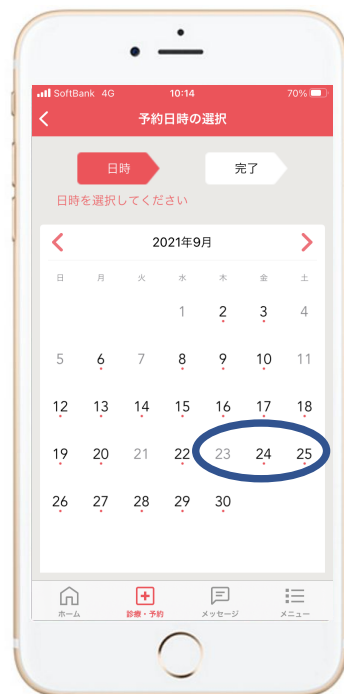 SoftBank 4G 10:14 70%
予約日時の選択
日時 完了
日時を選択してください
2021年9月
日 月 火 水 木 金 土
1 2 3 4
5 6 7 8 9 10 11
12 13 14 15 16 17 18
19 20 21 22 23 24 25
26 27 28 29 30
ホーム 診療・予約 メッセージ メニュー